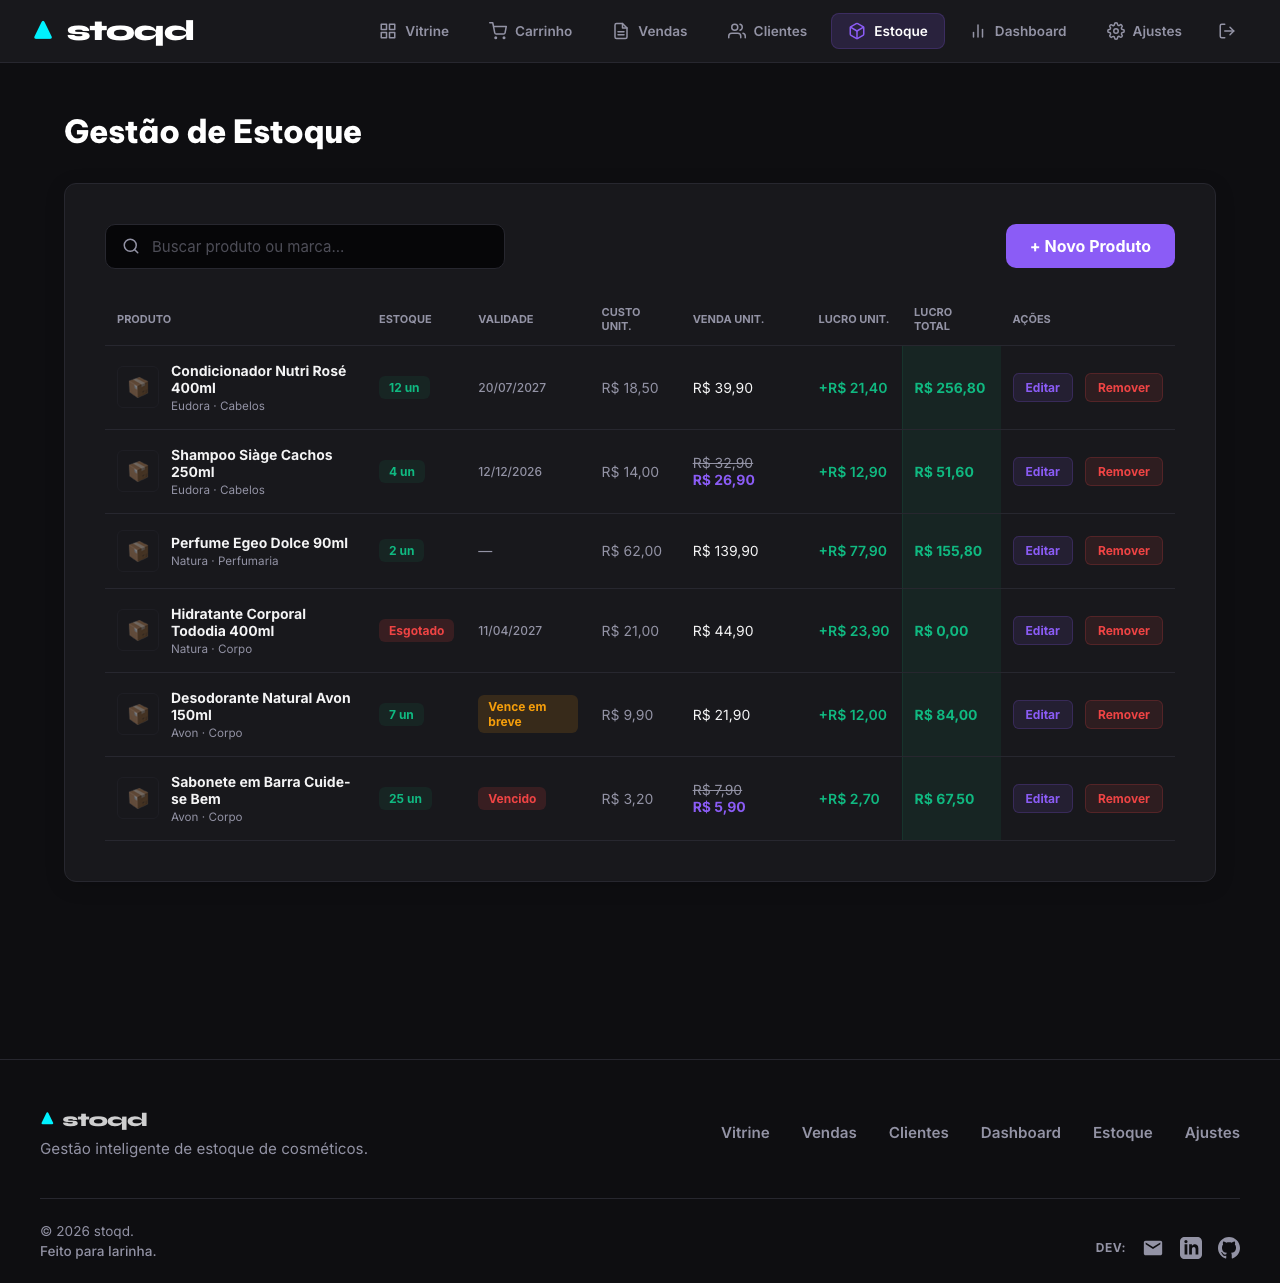 stoqd
Vitrine
Carrinho
Vendas
Clientes
Estoque
Dashboard
Ajustes
Gestão de Estoque
Buscar produto ou marca...
+ Novo Produto
PRODUTO
ESTOQUE
VALIDADE
CUSTO
UNIT.
VENDA UNIT.
LUCRO UNIT.
LUCRO
TOTAL
AÇÕES
Condicionador Nutri Rosé
400ml
Eudora · Cabelos
12 un
20/07/2027
R$ 18,50
R$ 39,90
+R$ 21,40
R$ 256,80
Editar
Remover
Shampoo Siàge Cachos
250ml
Eudora · Cabelos
4 un
12/12/2026
R$ 14,00
R$ 32,90
R$ 26,90
+R$ 12,90
R$ 51,60
Editar
Remover
Perfume Egeo Dolce 90ml
Natura · Perfumaria
2 un
—
R$ 62,00
R$ 139,90
+R$ 77,90
R$ 155,80
Editar
Remover
Hidratante Corporal
Tododia 400ml
Natura · Corpo
Esgotado
11/04/2027
R$ 21,00
R$ 44,90
+R$ 23,90
R$ 0,00
Editar
Remover
Desodorante Natural Avon
150ml
Avon · Corpo
7 un
Vence em
breve
R$ 9,90
R$ 21,90
+R$ 12,00
R$ 84,00
Editar
Remover
Sabonete em Barra Cuide-
se Bem
Avon · Corpo
25 un
Vencido
R$ 3,20
R$ 7,90
R$ 5,90
+R$ 2,70
R$ 67,50
Editar
Remover
stoqd
Gestão inteligente de estoque de cosméticos.
Vitrine
Vendas
Clientes
Dashboard
Estoque
Ajustes
© 2026 stoqd.
Feito para larinha.
DEV: